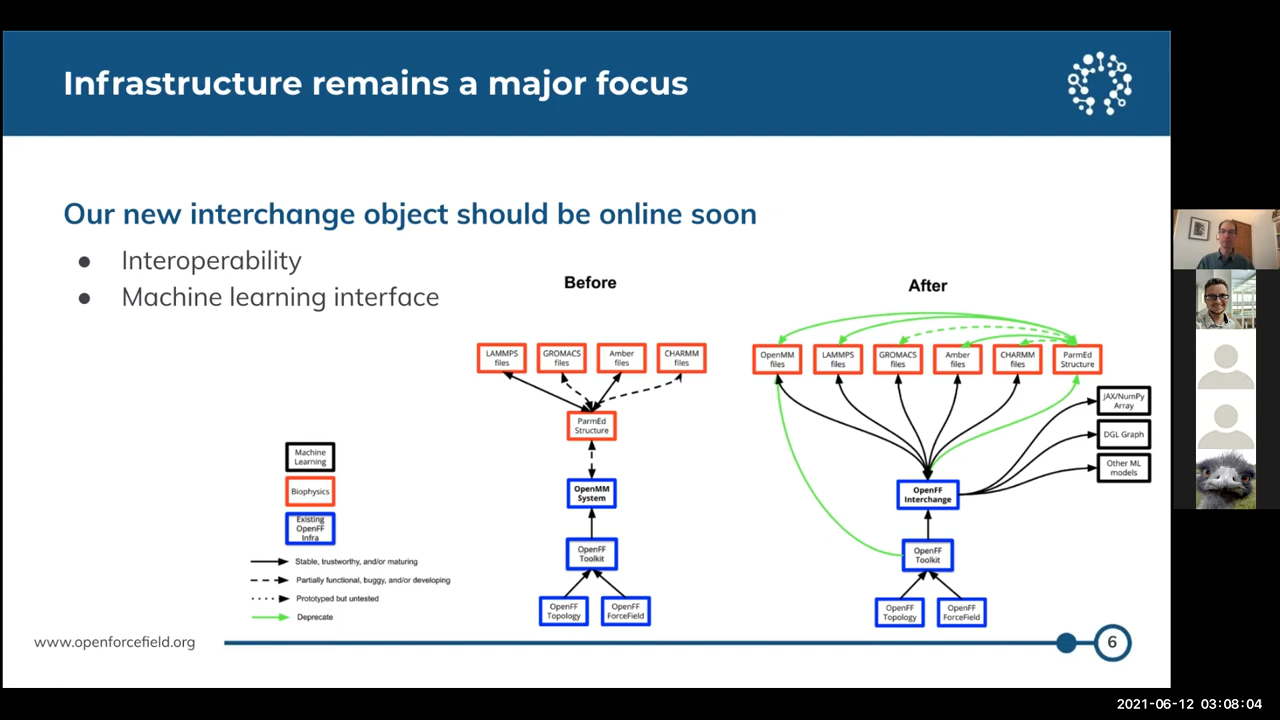 Infrastructure remains a major focus
Our new interchange object should be online soon
● Interoperability
● Machine learning interface
Before
LAMMPS
files
GROMACS
files
Amber
files
CHARMM
files
ParmEd
Structure
OpenMM
System
OpenFF
Toolkit
OpenFF
Topology
OpenFF
ForceField
After
OpenMM
files
LAMMPS
files
GROMACS
files
Amber
files
CHARMM
files
ParmEd
Structure
JAX/NumPy
Array
DGL Graph
Other ML
models
OpenFF
Interchange
OpenFF
Toolkit
OpenFF
Topology
OpenFF
ForceField
Machine
Learning
Biophysics
Existing
OpenFF
Infra
Stable, trustworthy, and/or maturing
Partially functional, buggy, and/or developing
Prototyped but untested
Deprecate
www.openforcefield.org
6
2021-06-12 03:08:04